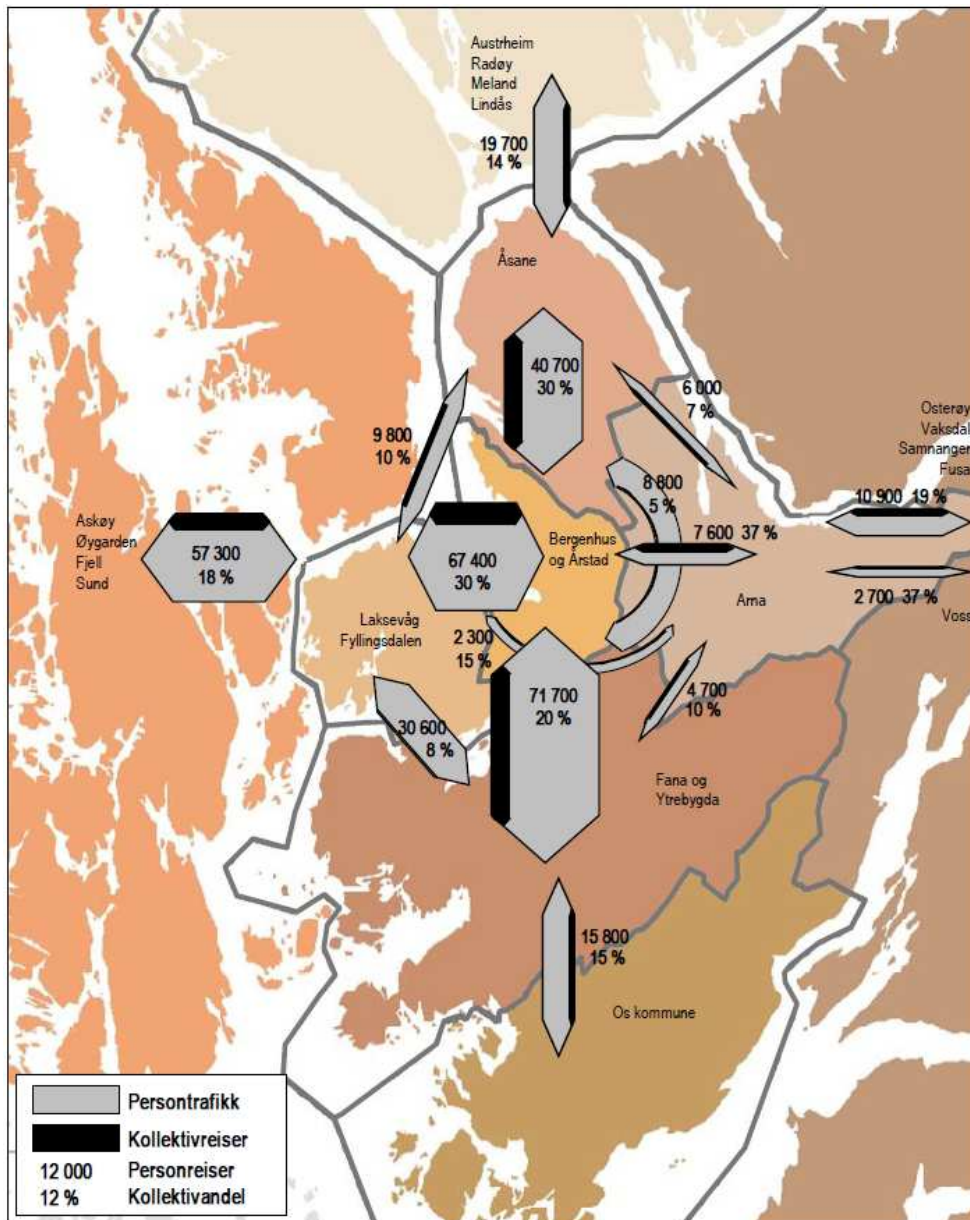 Austrheim
Radøy
Meland
Lindås
19 700
14 %
Åsane
40 700
30 %
6 000
7 %
9 800
10 %
Osterøy
Vaksdal
Samnanger
Fusa
8 800
5 %
10 900 19 %
Askøy
Øygarden
Fjell
Sund
57 300
18 %
67 400
30 %
Bergenhus
og Årstad
7 600 37 %
Arna
2 700 37 %
Voss
Laksevåg
Fyllingsdalen
2 300
15 %
71 700
20 %
4 700
10 %
30 600
8 %
Fana og
Ytrebygda
15 800
15 %
Os kommune
Persontrafikk
Kollektivreiser
12 000 Personreiser
12 % Kollektivandel